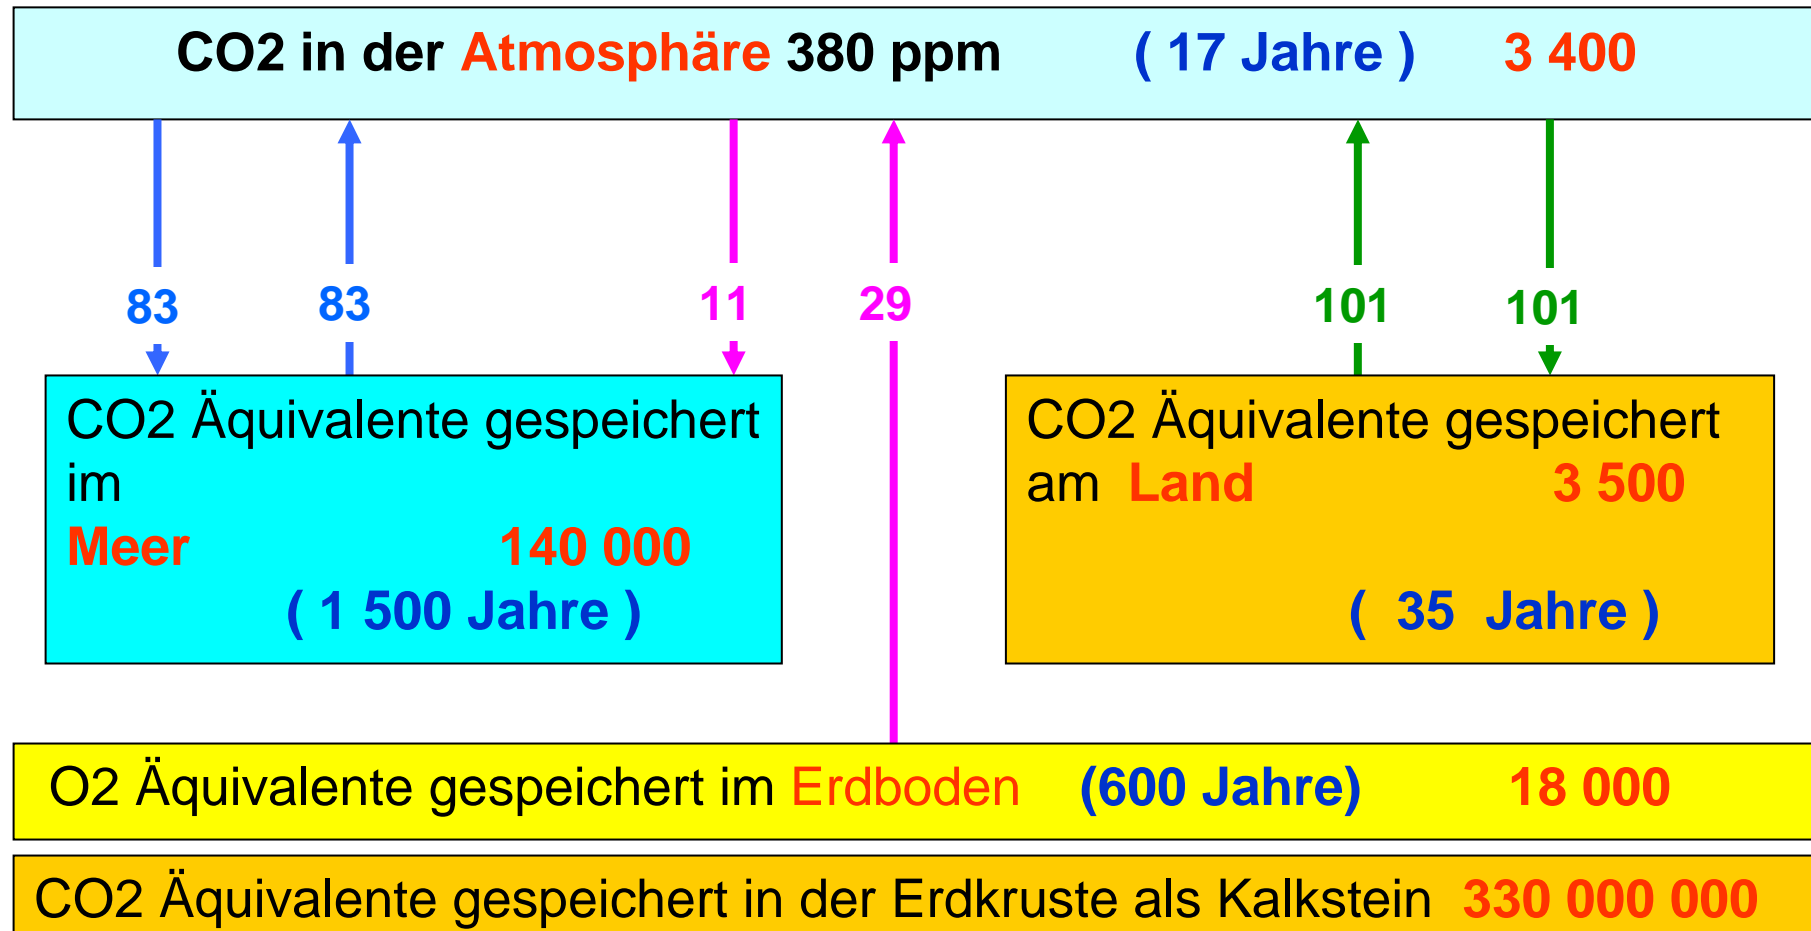 CO2 in der Atmosphäre 380 ppm ( 17 Jahre ) 3 400
83 83 11 29 101 101
CO2 Äquivalente gespeichert
im
Meer 140 000
( 1 500 Jahre )
CO2 Äquivalente gespeichert
am Land 3 500
( 35 Jahre )
O2 Äquivalente gespeichert im Erdboden (600 Jahre) 18 000
CO2 Äquivalente gespeichert in der Erdkruste als Kalkstein 330 000 000